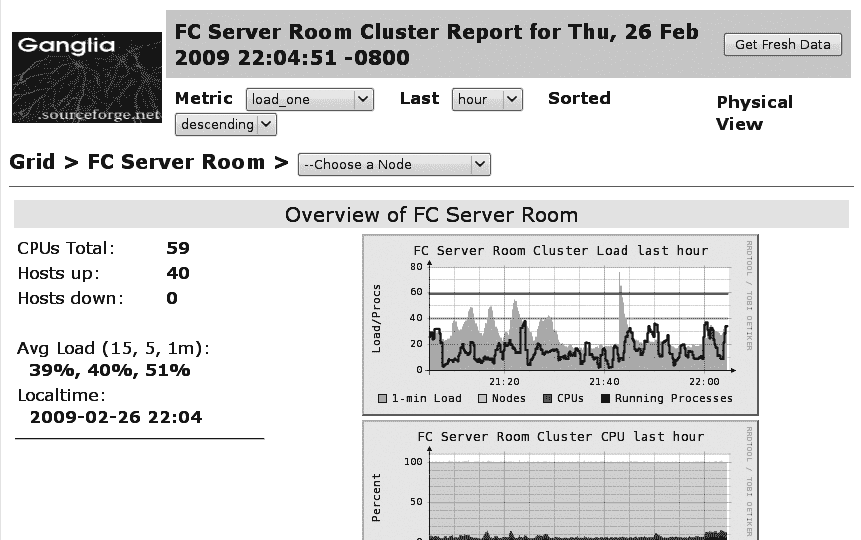 Ganglia
.sourceforge.net
FC Server Room Cluster Report for Thu, 26 Feb
2009 22:04:51 -0800
Get Fresh Data
Metric load_one Last hour Sorted
descending
Physical
View
Grid > FC Server Room > --Choose a Node
Overview of FC Server Room
CPUs Total: 59
Hosts up: 40
Hosts down: 0
Avg Load (15, 5, 1m):
39%, 40%, 51%
Localtime:
2009-02-26 22:04
FC Server Room Cluster Load last hour
Load/Procs
80
60
40
20
0
21:20 21:40 22:00
1-min Load Nodes CPUs Running Processes
RRDTOOL / TOBI OETIKER
FC Server Room Cluster CPU last hour
Percent
100
50
0
RRDTOOL / TOBI OETIKER